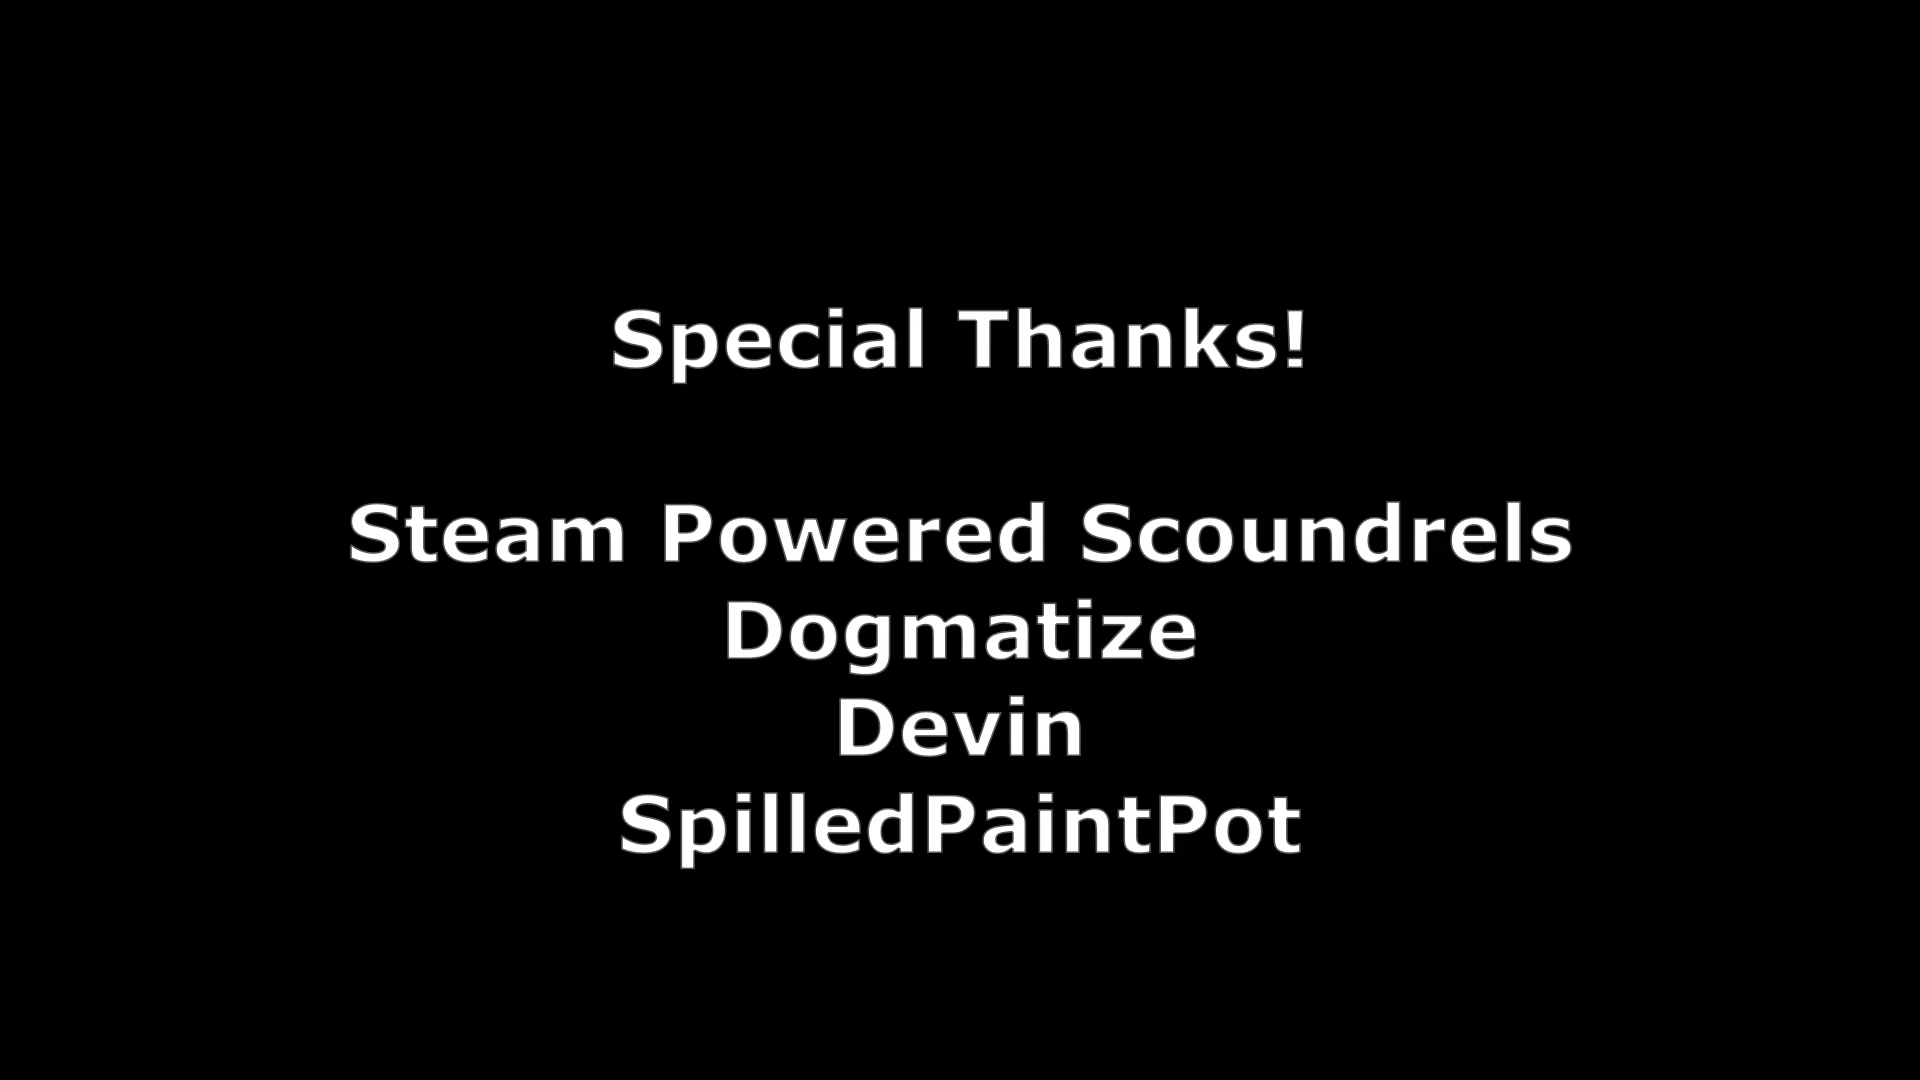 Special Thanks!
Steam Powered Scoundrels
Dogmatize
Devin
SpilledPaintPot